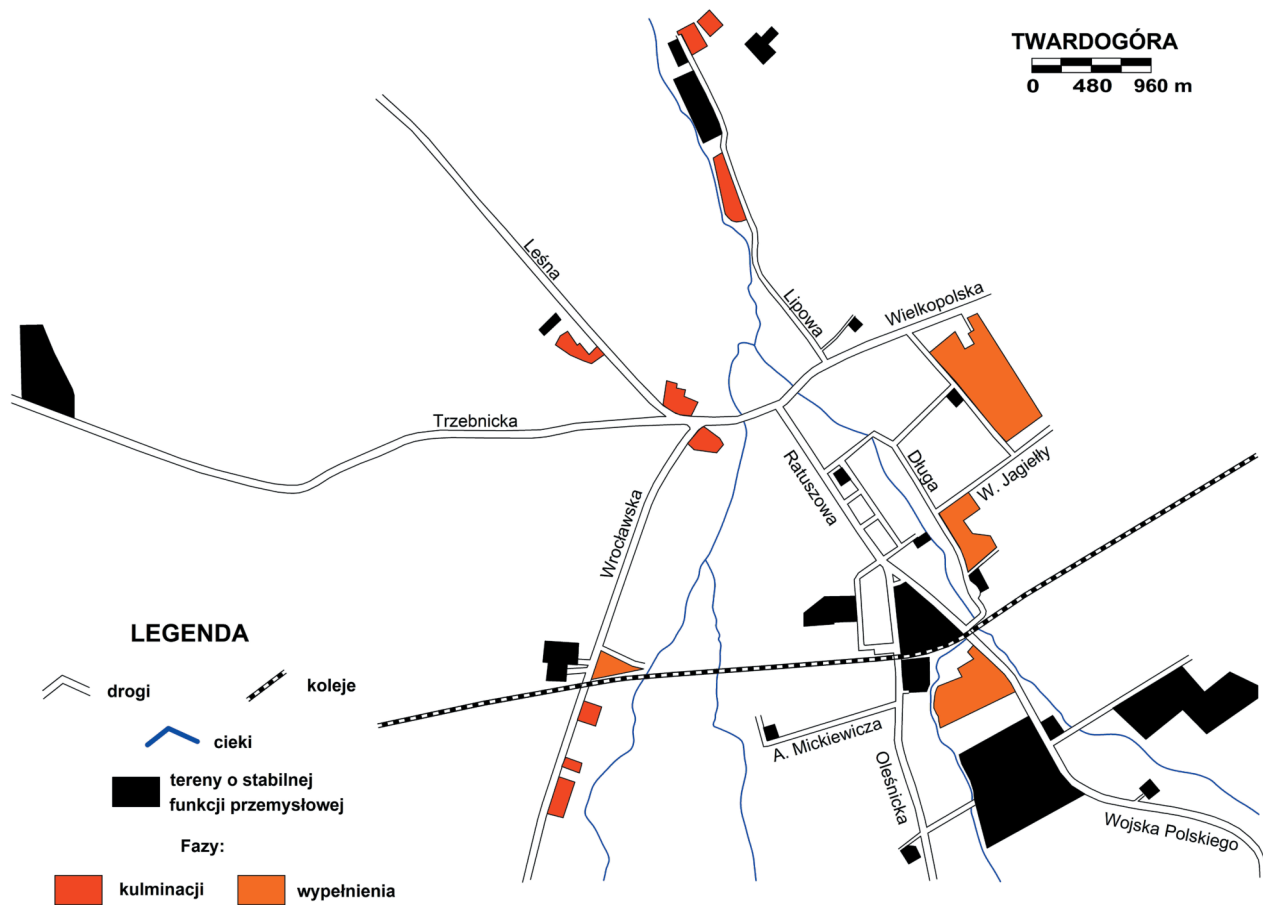 TWARDOGÓRA
0 480 960 m
Leśna
Lipowa
Wielkopolska
Trzebnicka
Ratuszowa
Długa
W. Jagiełły
Wrocławska
A. Mickiewicza
Oleśnicka
Wojska Polskiego
LEGENDA
drogi
koleje
cieki
tereny o stabilnej
funkcji przemysłowej
Fazy:
kulminacji
wypełnienia